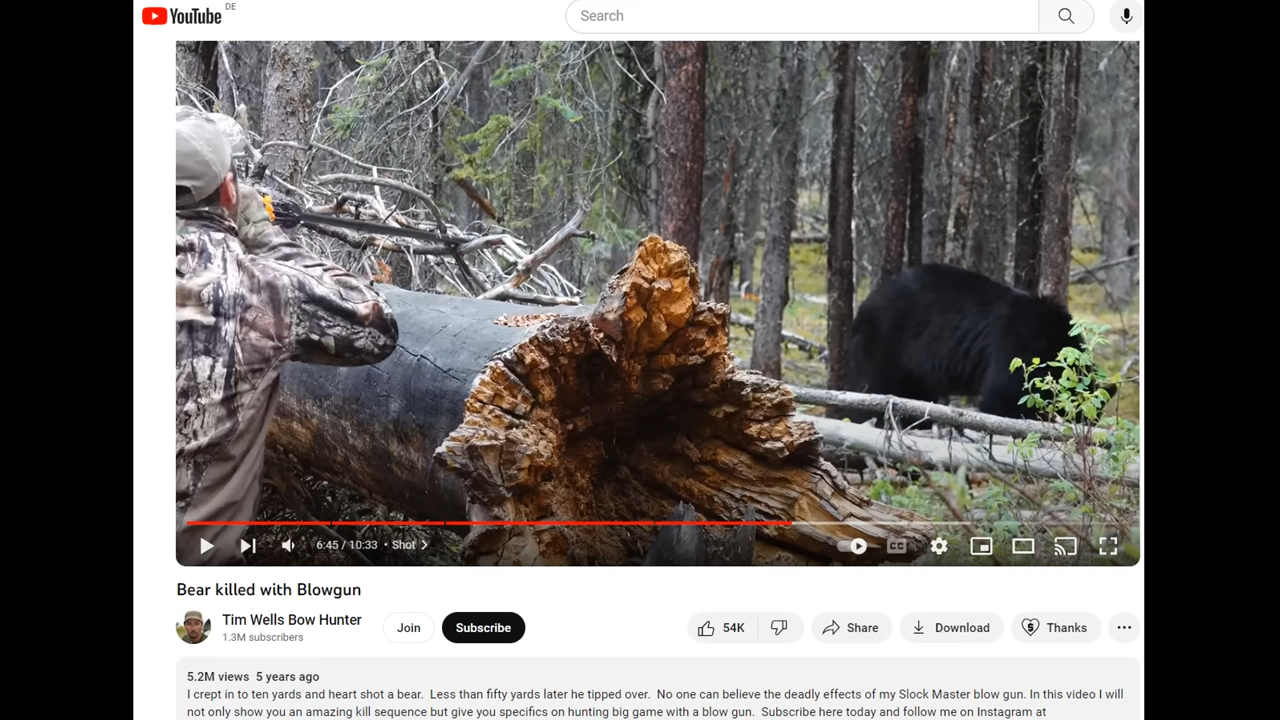 YouTube DE
Search
6:45 / 10:33 • Shot
CC
Bear killed with Blowgun
Tim Wells Bow Hunter
1.3M subscribers
Join
Subscribe
54K
Share
Download
Thanks
5.2M views 5 years ago
I crept in to ten yards and heart shot a bear. Less than fifty yards later he tipped over. No one can believe the deadly effects of my Slock Master blow gun. In this video I will
not only show you an amazing kill sequence but give you specifics on hunting big game with a blow gun. Subscribe here today and follow me on Instagram at